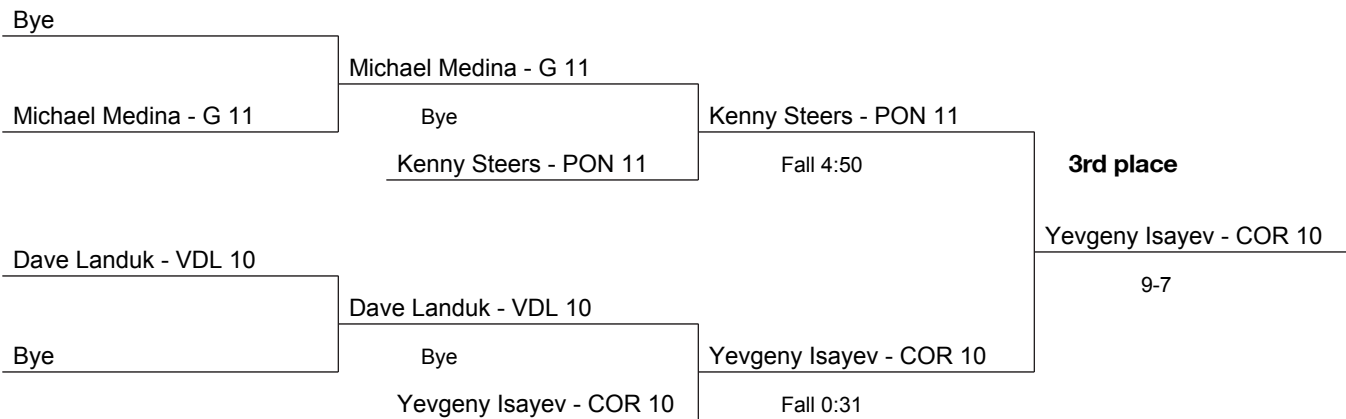 Bye
Michael Medina - G 11
Michael Medina - G 11
Bye
Kenny Steers - PON 11
Kenny Steers - PON 11
Fall 4:50
3rd place
Yevgeny Isayev - COR 10
9-7
Dave Landuk - VDL 10
Dave Landuk - VDL 10
Bye
Bye
Yevgeny Isayev - COR 10
Yevgeny Isayev - COR 10
Fall 0:31